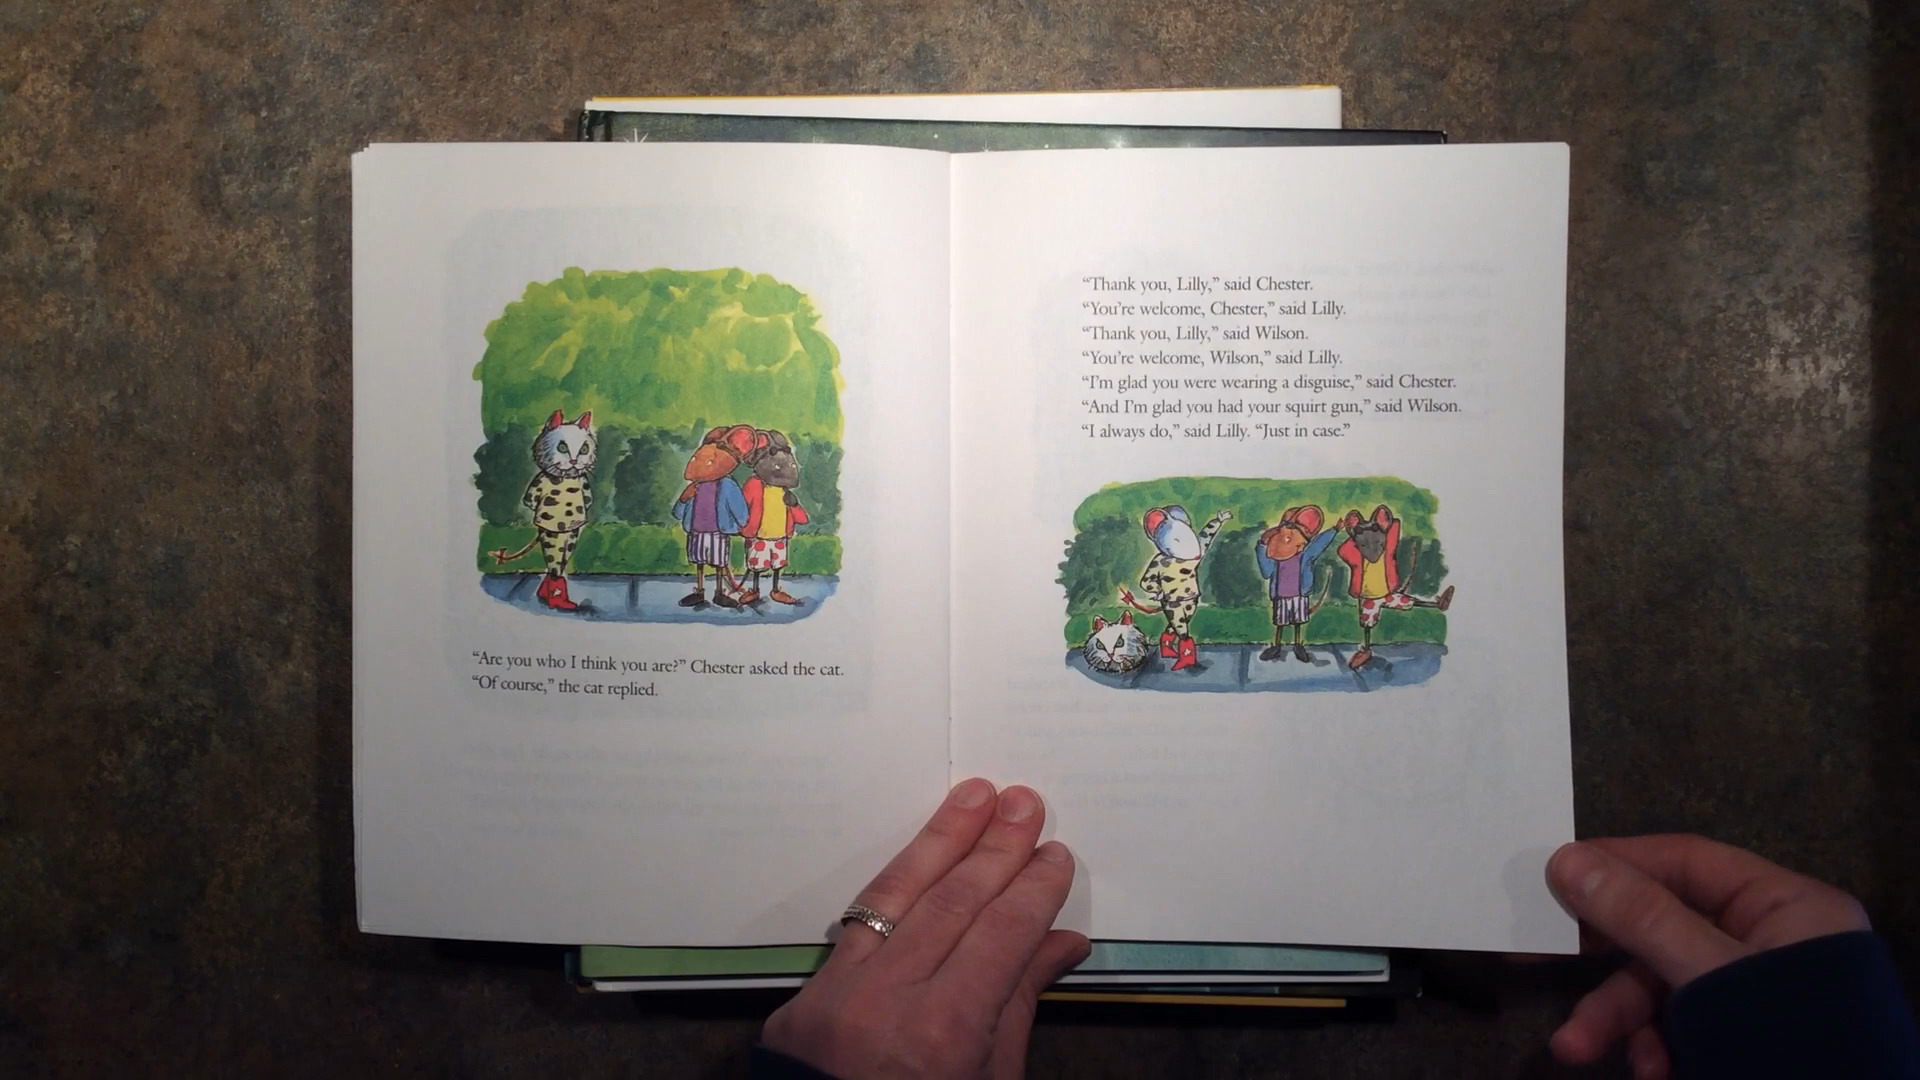 “Are you who I think you are?” Chester asked the cat.
“Of course,” the cat replied.
“Thank you, Lilly,” said Chester.
“You’re welcome, Chester,” said Lilly.
“Thank you, Lilly,” said Wilson.
“You’re welcome, Wilson,” said Lilly.
“I’m glad you were wearing a disguise,” said Chester.
“And I’m glad you had your squirt gun,” said Wilson.
“I always do,” said Lilly. “Just in case.”